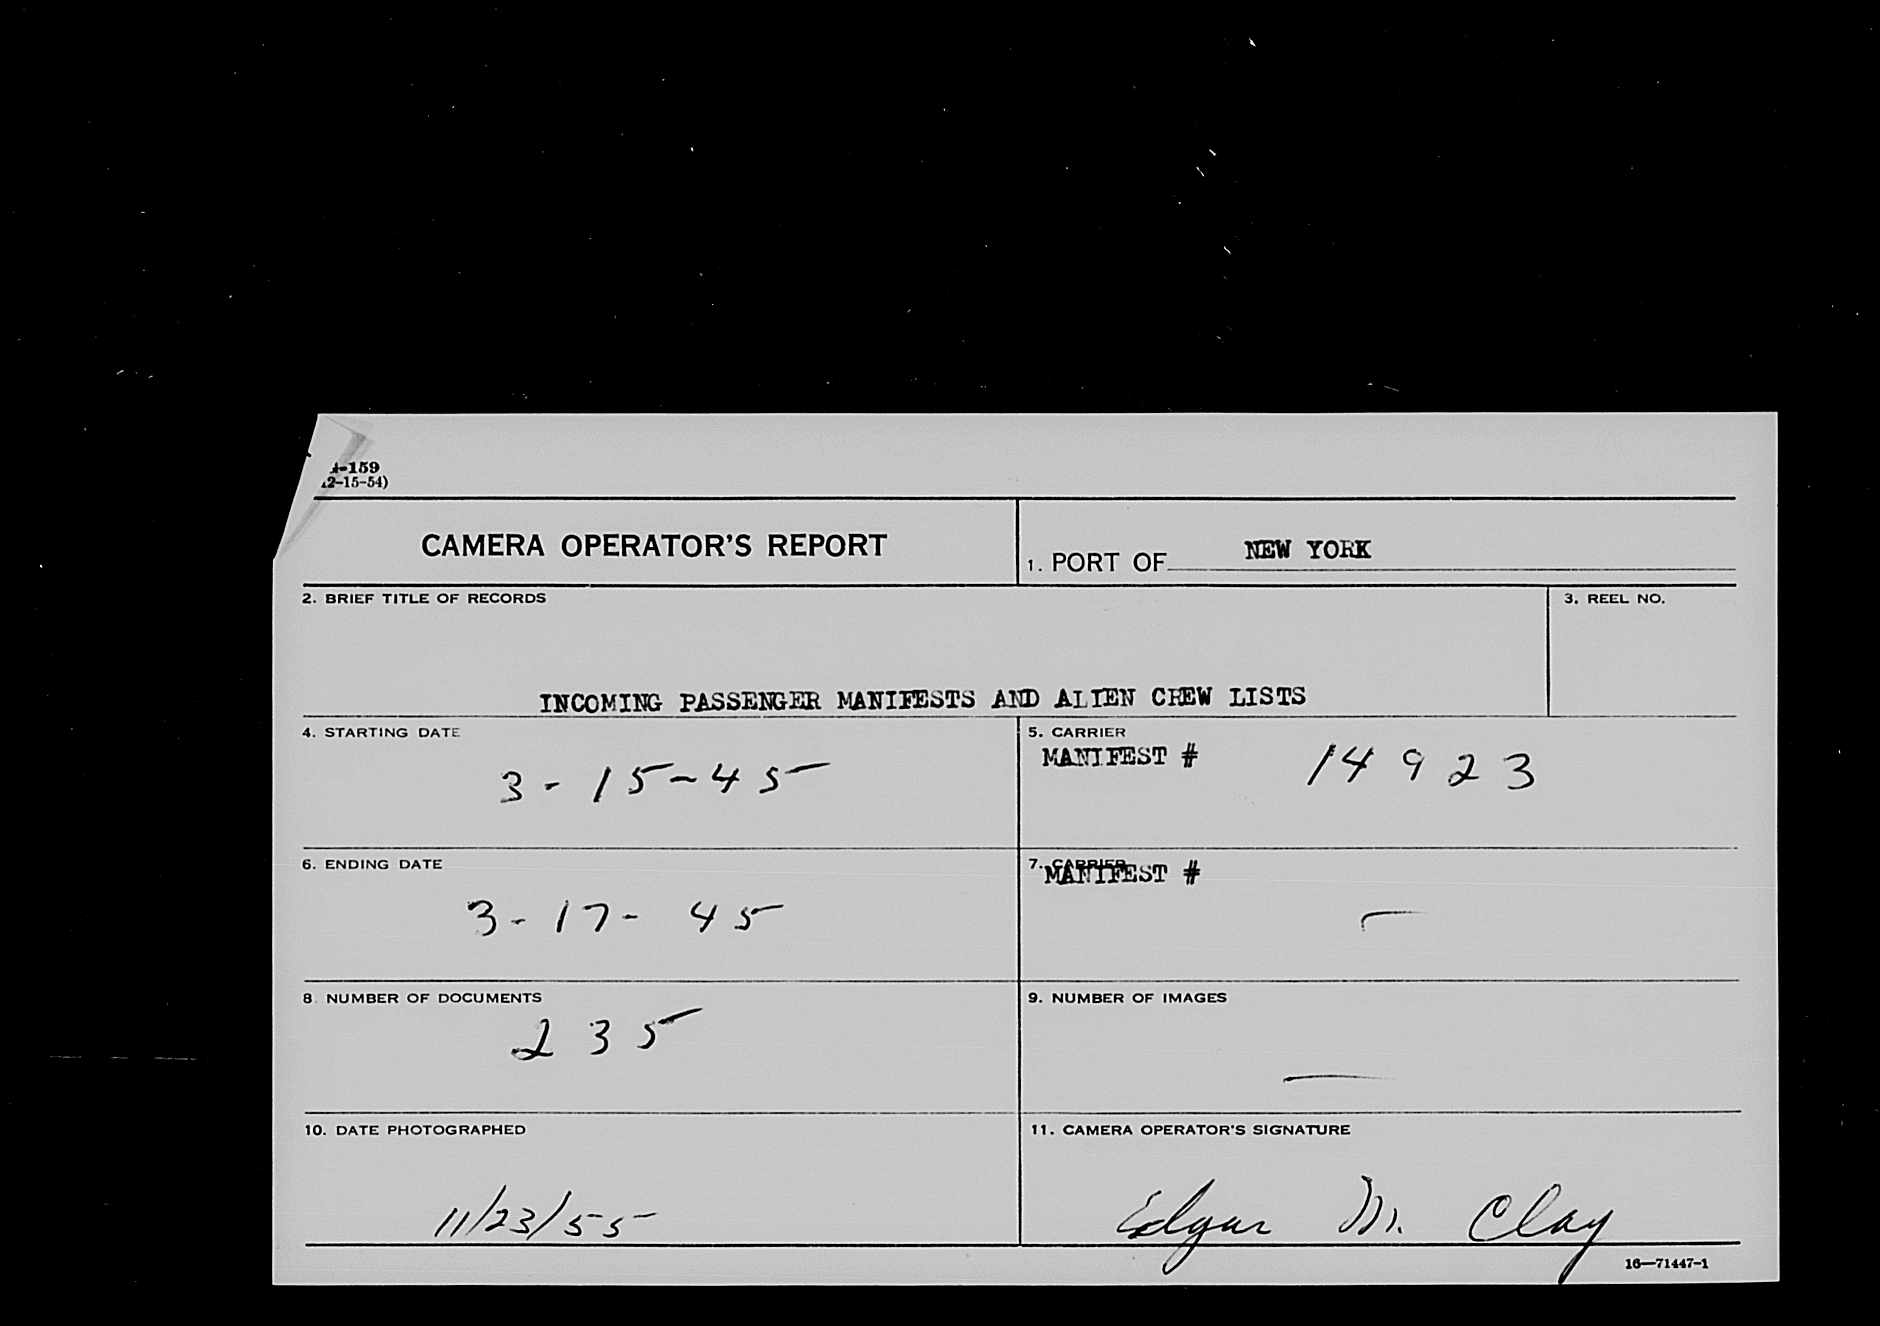 -159
2-15-54)
CAMERA OPERATOR'S REPORT
1. PORT OF NEW YORK
2. BRIEF TITLE OF RECORDS
3. REEL NO.
INCOMING PASSENGER MANIFESTS AND ALIEN CREW LISTS
4. STARTING DATE
3-15-45
5. CARRIER
MANIFEST # 14923
6. ENDING DATE
3-17-45
7. CARRIER
MANIFEST #
—
8. NUMBER OF DOCUMENTS
235
9. NUMBER OF IMAGES
—
10. DATE PHOTOGRAPHED
11/23/55
11. CAMERA OPERATOR'S SIGNATURE
Edgar M. Clay
16—71447-1